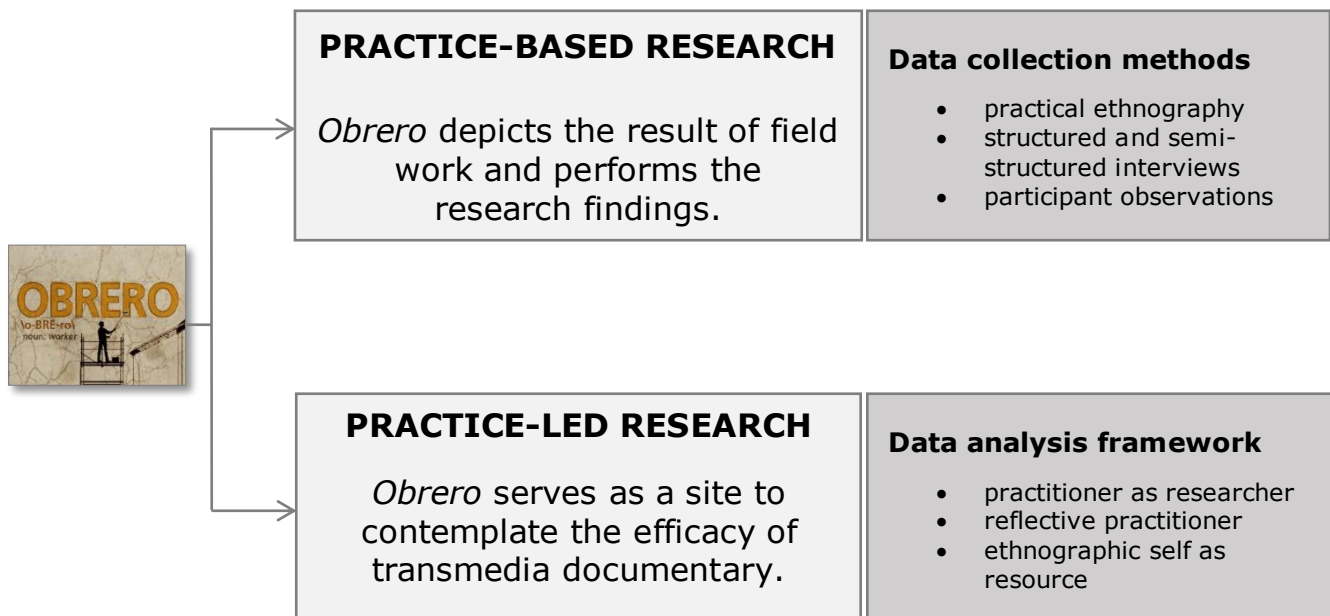 PRACTICE-BASED RESEARCH
Obrero depicts the result of field
work and performs the
research findings.
Data collection methods
• practical ethnography
• structured and semi-
structured interviews
• participant observations
OBRERO
\o-BRE-ro\
noun: worker
PRACTICE-LED RESEARCH
Obrero serves as a site to
contemplate the efficacy of
transmedia documentary.
Data analysis framework
• practitioner as researcher
• reflective practitioner
• ethnographic self as
resource